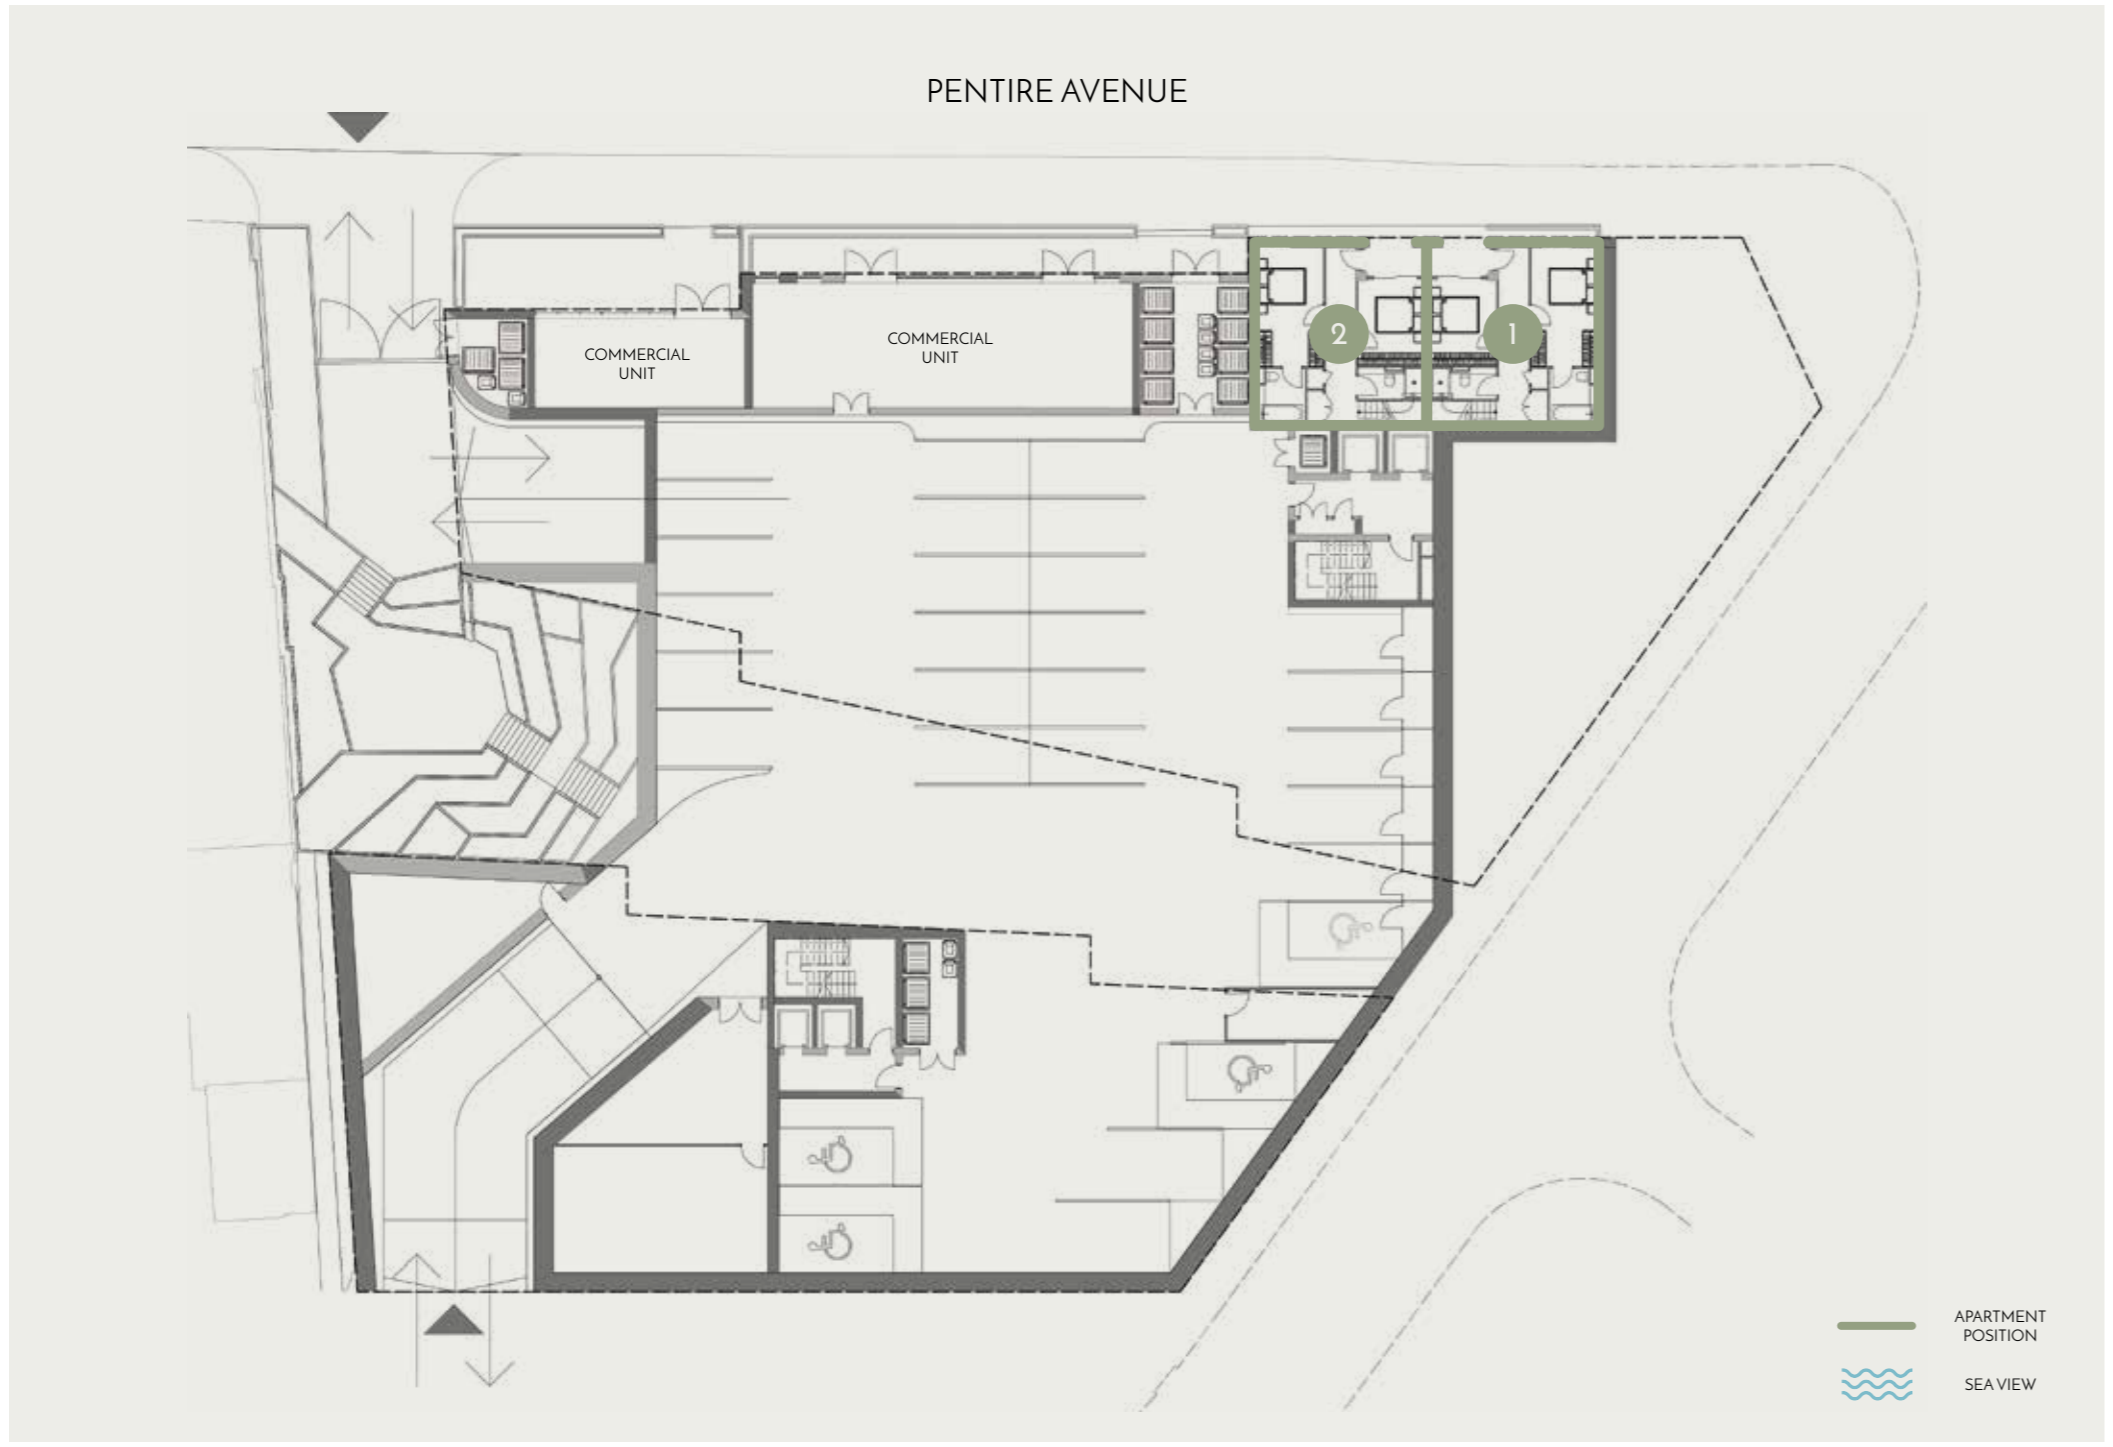 PENTIRE AVENUE
COMMERCIAL
UNIT
COMMERCIAL
UNIT
2
1
APARTMENT
POSITION
SEA VIEW